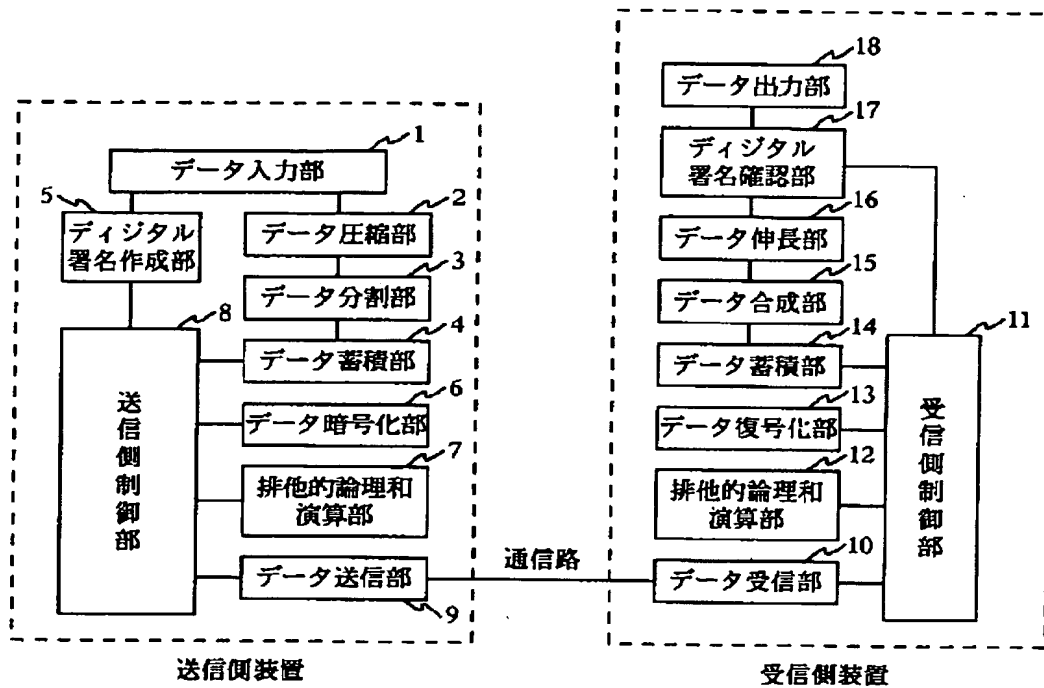 1
データ入力部
5
ディジタル
署名作成部
2
データ圧縮部
3
データ分割部
8
送信側制御部
4
データ蓄積部
6
データ暗号化部
7
排他的論理和
演算部
データ送信部
9
送信側装置
通信路
18
データ出力部
17
ディジタル
署名確認部
16
データ伸長部
15
データ合成部
14
データ蓄積部
11
受信側制御部
13
データ復号化部
12
排他的論理和
演算部
10
データ受信部
受信側装置